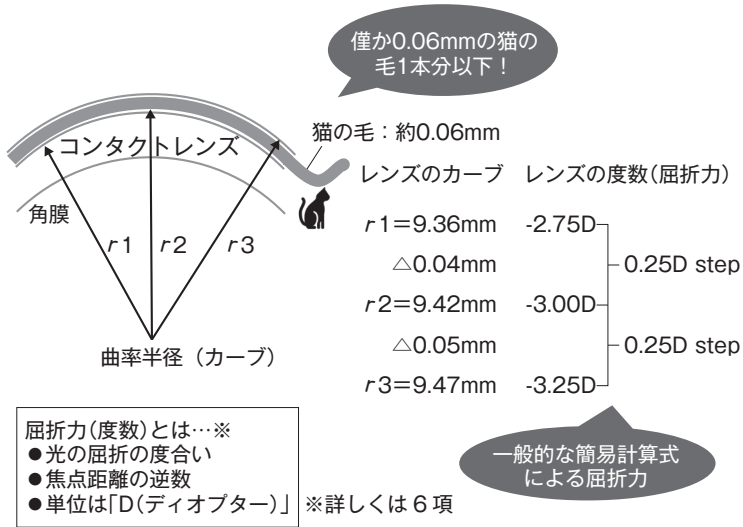 僅か0.06mmの猫の
毛1本分以下！
猫の毛：約0.06mm
コンタクトレンズ
角膜
r1
r2
r3
曲率半径（カーブ）
レンズのカーブ　レンズの度数(屈折力)
r1＝9.36mm　-2.75D
△0.04mm　0.25D step
r2＝9.42mm　-3.00D
△0.05mm　0.25D step
r3＝9.47mm　-3.25D
一般的な簡易計算式
による屈折力
屈折力(度数)とは…※
●光の屈折の度合い
●焦点距離の逆数
●単位は｢D(ディオプター)｣　※詳しくは 6 項